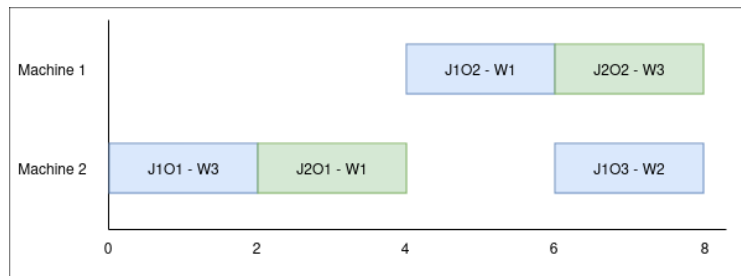 Machine 1
J1O2 - W1
J2O2 - W3
Machine 2
J1O1 - W3
J2O1 - W1
J1O3 - W2
0 2 4 6 8